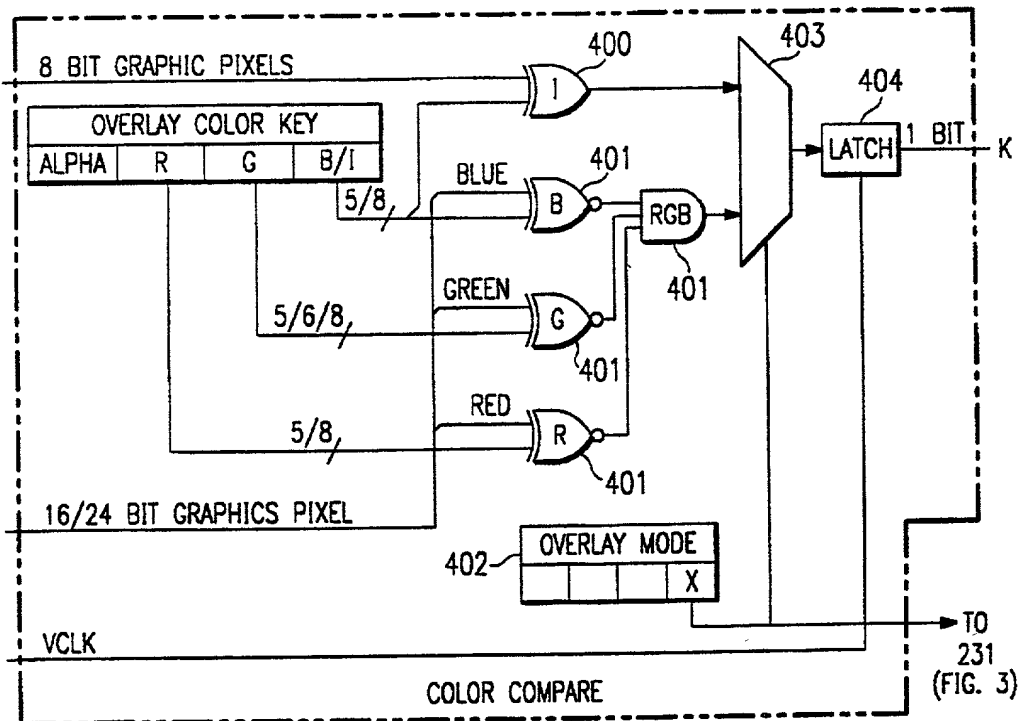 8 BIT GRAPHIC PIXELS
400
403
404
OVERLAY COLOR KEY
ALPHA R G B/I
I
LATCH
1 BIT
K
5/8
BLUE
401
B
RGB
401
5/6/8
GREEN
G
401
5/8
RED
R
401
16/24 BIT GRAPHICS PIXEL
402
OVERLAY MODE
X
VCLK
TO
231
(FIG. 3)
COLOR COMPARE